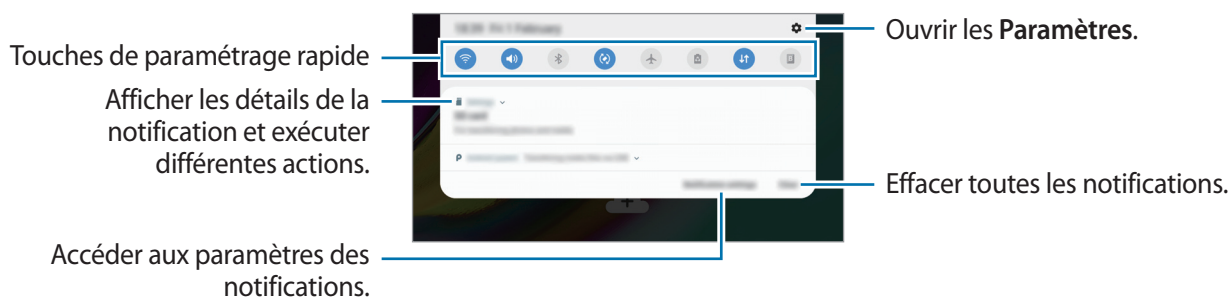 Ouvrir les Paramètres.
Touches de paramétrage rapide
Afficher les détails de la
notification et exécuter
différentes actions.
Effacer toutes les notifications.
Accéder aux paramètres des
notifications.